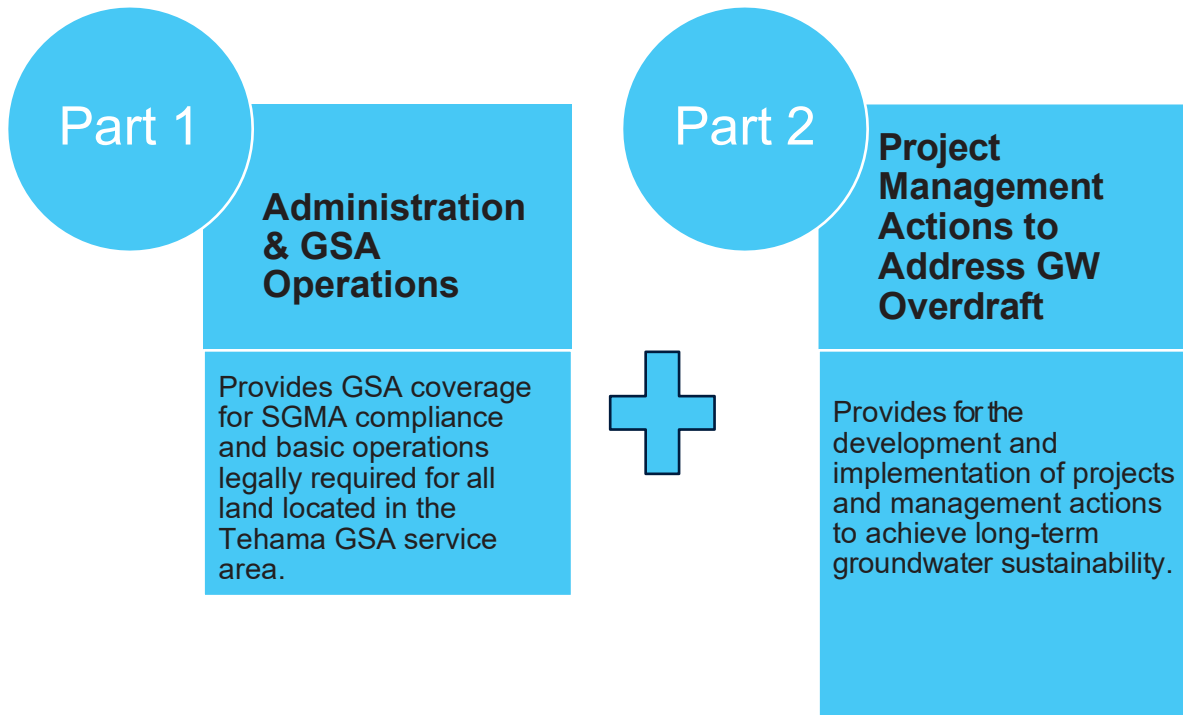 Part 1
Administration
& GSA
Operations
Provides GSA coverage
for SGMA compliance
and basic operations
legally required for all
land located in the
Tehama GSA service
area.
Part 2
Project
Management
Actions to
Address GW
Overdraft
Provides for the
development and
implementation of projects
and management actions
to achieve long-term
groundwater sustainability.